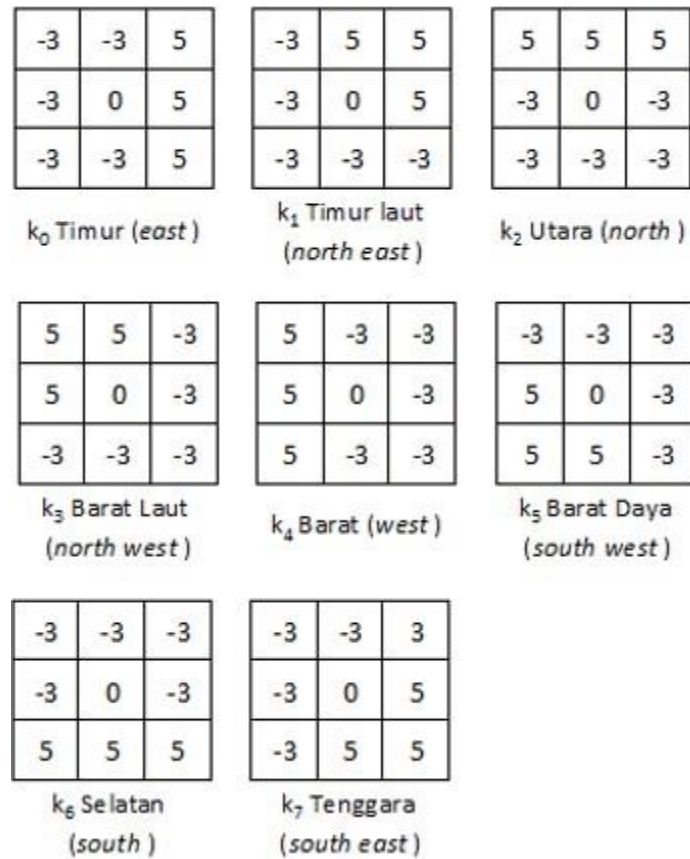 -3 -3 5
-3 0 5
-3 -3 5
k₀ Timur (east)
-3 5 5
-3 0 5
-3 -3 -3
k₁ Timur laut
(north east)
5 5 5
-3 0 -3
-3 -3 -3
k₂ Utara (north)
5 5 -3
5 0 -3
-3 -3 -3
k₃ Barat Laut
(north west)
5 -3 -3
5 0 -3
5 -3 -3
k₄ Barat (west)
-3 -3 -3
5 0 -3
5 5 -3
k₅ Barat Daya
(south west)
-3 -3 -3
-3 0 -3
5 5 5
k₆ Selatan
(south)
-3 -3 3
-3 0 5
-3 5 5
k₇ Tenggara
(south east)